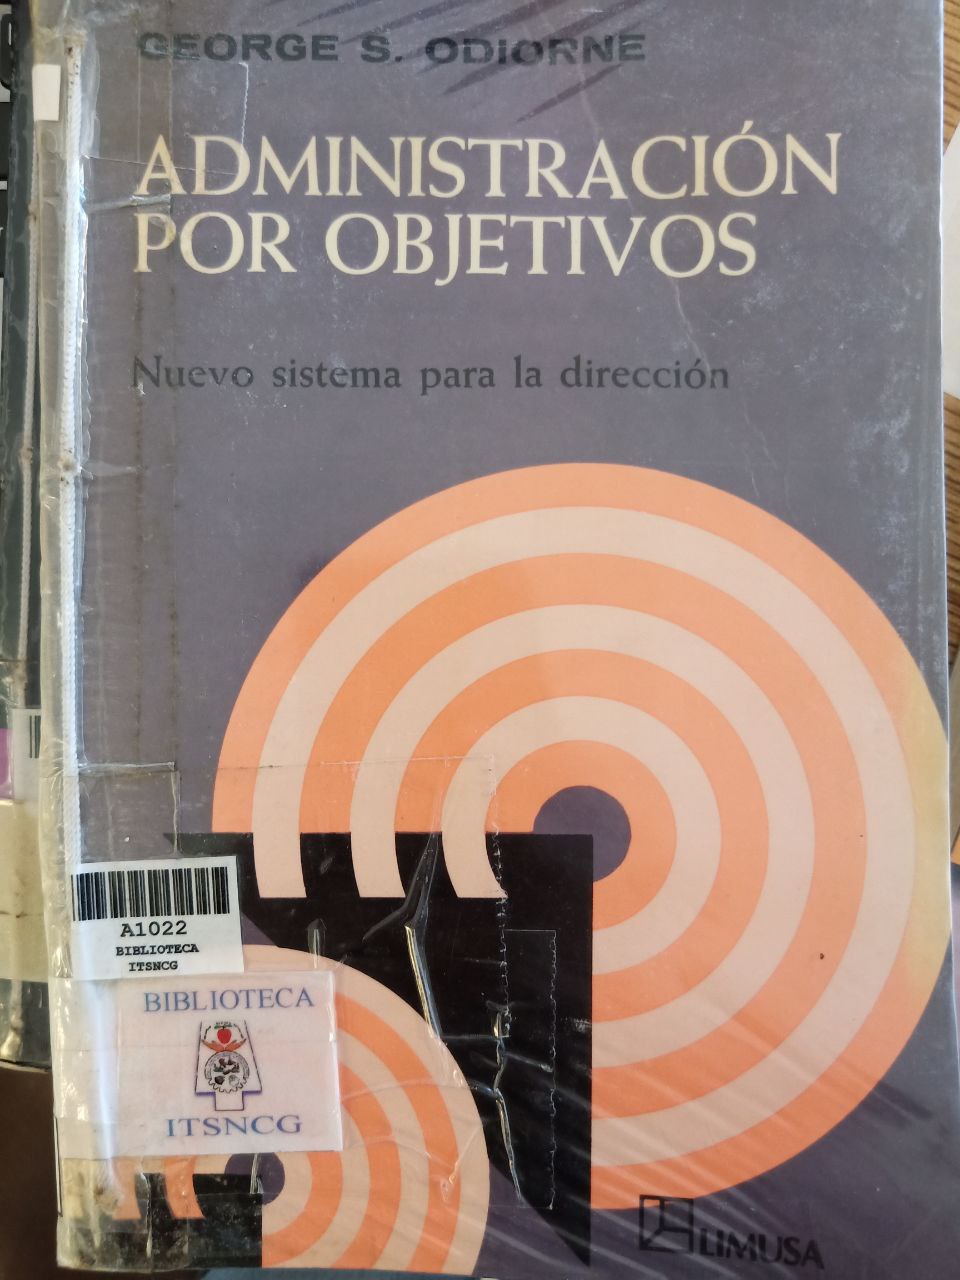 GEORGE S. ODIORNE
ADMINISTRACIÓN
POR OBJETIVOS
Nuevo sistema para la dirección
A1022
BIBLIOTECA
ITSNCG
BIBLIOTECA
ITSNCG
LIMUSA